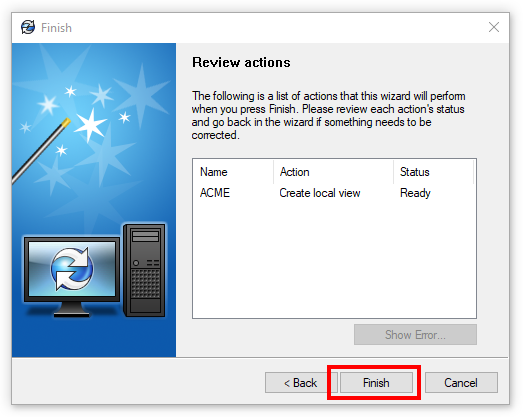 Finish
Review actions
The following is a list of actions that this wizard will perform
when you press Finish. Please review each action's status
and go back in the wizard if something needs to be
corrected.
Name Action Status
ACME Create local view Ready
Show Error...
< Back Finish Cancel